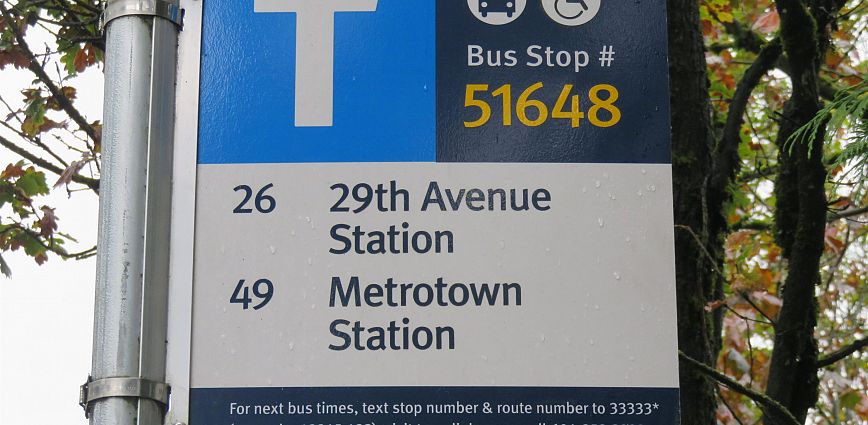 T
Bus Stop #
51648
26 29th Avenue
Station
49 Metrotown
Station
For next bus times, text stop number & route number to 33333*